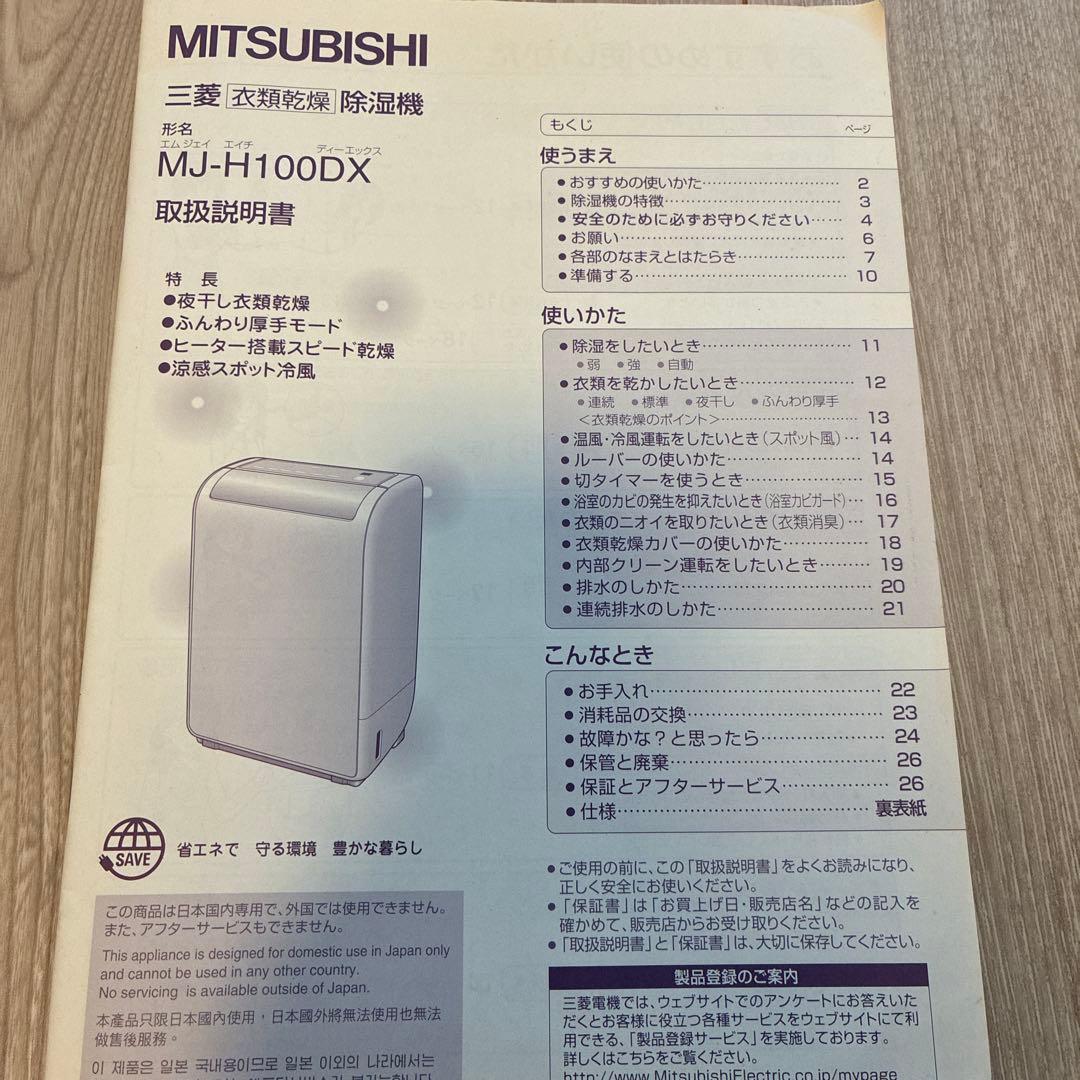 MITSUBISHI
三菱 衣類乾燥 除湿機
形名
エム ジェイ エイチ ディーエックス
MJ-H100DX
取扱説明書
特 長
●夜干し衣類乾燥
●ふんわり厚手モード
●ヒーター搭載スピード乾燥
●涼感スポット冷風
SAVE
省エネで 守る環境 豊かな暮らし
この商品は日本国内専用で、外国では使用できません。
また、アフターサービスもできません。
This appliance is designed for domestic use in Japan only
and cannot be used in any other country.
No servicing is available outside of Japan.
本產品只限日本國內使用，日本國外將無法使用也無法
做售後服務。
이 제품은 일본 국내용이므로 일본 이외의 나라에서는
もくじ ページ
使うまえ
●おすすめの使いかた…………………………… 2
●除湿機の特徴…………………………………… 3
●安全のために必ずお守りください…… 4
●お願い…………………………………………… 6
●各部のなまえとはたらき……………………… 7
●準備する………………………………………… 10
使いかた
●除湿をしたいとき……………………………… 11
●弱 ●強 ●自動
●衣類を乾かしたいとき………………………… 12
●連続 ●標準 ●夜干し ●ふんわり厚手
＜衣類乾燥のポイント＞………………………… 13
●温風・冷風運転をしたいとき（スポット風）… 14
●ルーバーの使いかた…………………………… 14
●切タイマーを使うとき………………………… 15
●浴室のカビの発生を抑えたいとき（浴室カビガード）… 16
●衣類のニオイを取りたいとき（衣類消臭）… 17
●衣類乾燥カバーの使いかた…………………… 18
●内部クリーン運転をしたいとき……… 19
●排水のしかた…………………………………… 20
●連続排水のしかた……………………………… 21
こんなとき
●お手入れ………………………………………… 22
●消耗品の交換…………………………………… 23
●故障かな？と思ったら………………………… 24
●保管と廃棄……………………………………… 26
●保証とアフターサービス……………………… 26
●仕様……………………………………………… 裏表紙
●ご使用の前に、この「取扱説明書」をよくお読みになり、
正しく安全にお使いください。
●「保証書」は「お買上げ日・販売店名」などの記入を
確かめて、販売店からお受け取りください。
●「取扱説明書」と「保証書」は、大切に保存してください。
製品登録のご案内
三菱電機では、ウェブサイトでのアンケートにお答えいた
だくとお客様に役立つ各種サービスをウェブサイトにて利
用できる、「製品登録サービス」を実施しております。
詳しくはこちらをご覧ください。
http://www.MitsubishiElectric.co.jp/mypage